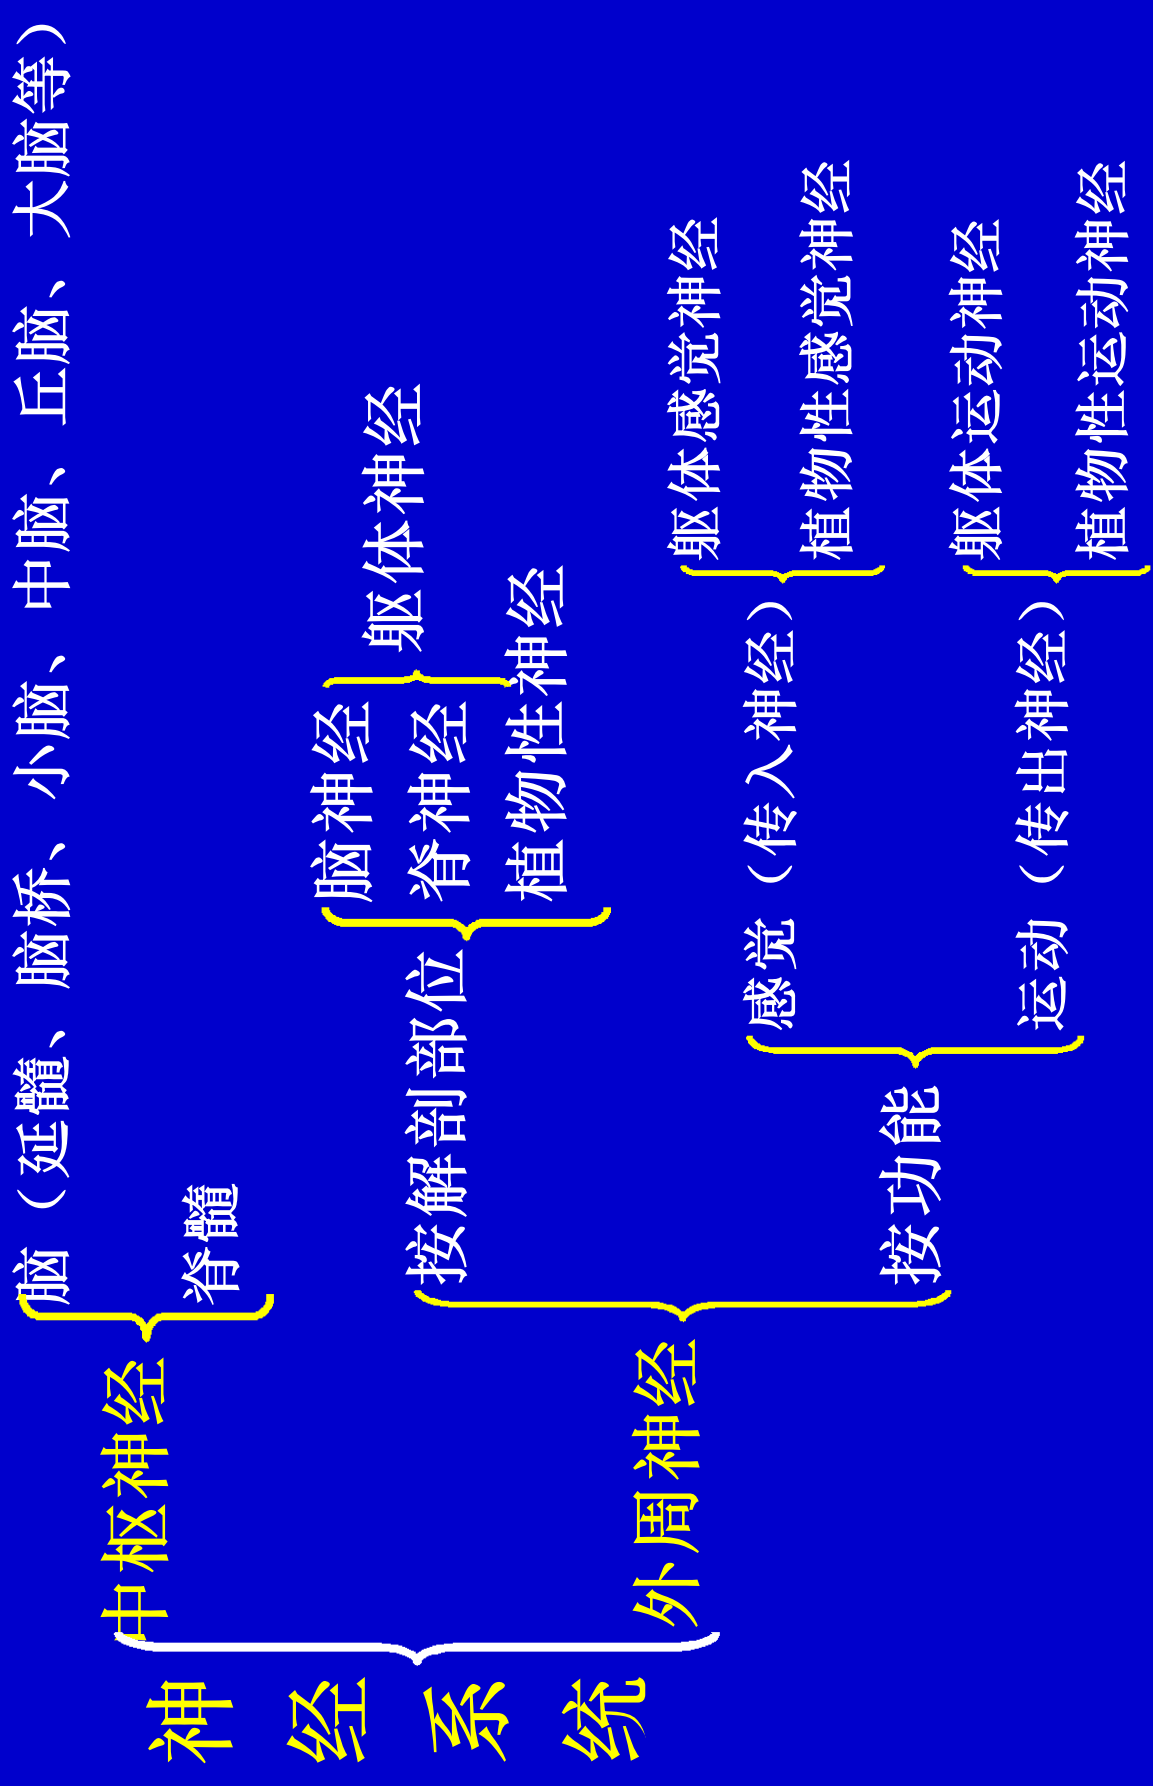 神经系统
中枢神经
脑（延髓、脑桥、小脑、中脑、丘脑、大脑等）
脊髓
外周神经
按解剖部位
脑神经
脊神经
躯体神经
植物性神经
按功能
感觉（传入神经）
躯体感觉神经
植物性感觉神经
运动（传出神经）
躯体运动神经
植物性运动神经